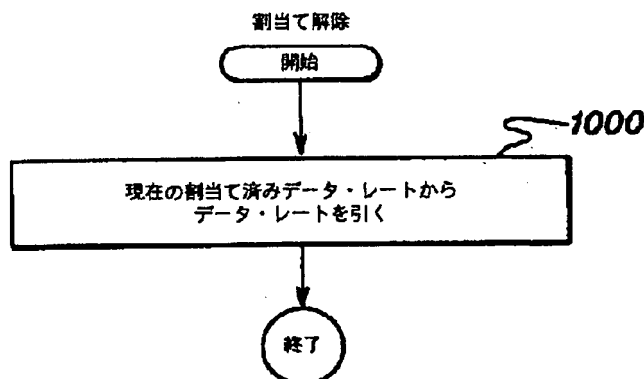 割当て解除
開始
1000
現在の割当て済みデータ・レートから
データ・レートを引く
終了